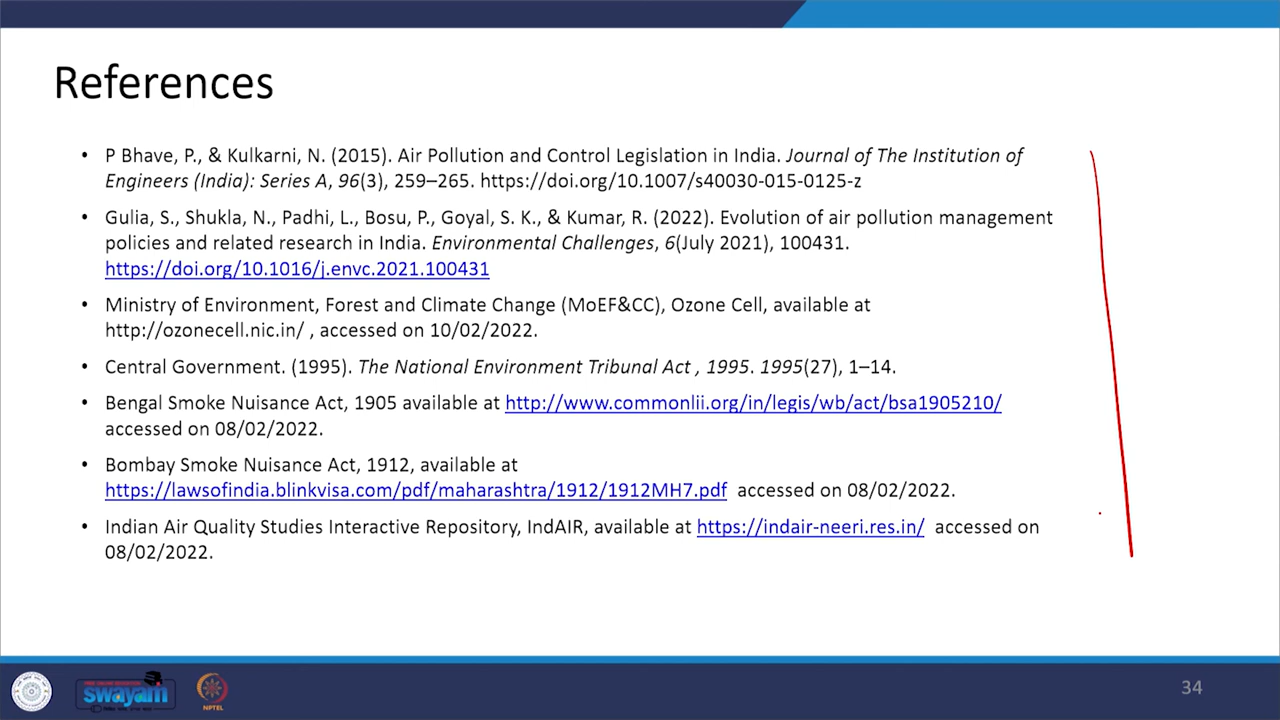 References
• P Bhave, P., & Kulkarni, N. (2015). Air Pollution and Control Legislation in India. Journal of The Institution of
Engineers (India): Series A, 96(3), 259–265. https://doi.org/10.1007/s40030-015-0125-z
• Gulia, S., Shukla, N., Padhi, L., Bosu, P., Goyal, S. K., & Kumar, R. (2022). Evolution of air pollution management
policies and related research in India. Environmental Challenges, 6(July 2021), 100431.
https://doi.org/10.1016/j.envc.2021.100431
• Ministry of Environment, Forest and Climate Change (MoEF&CC), Ozone Cell, available at
http://ozonecell.nic.in/ , accessed on 10/02/2022.
• Central Government. (1995). The National Environment Tribunal Act , 1995. 1995(27), 1–14.
• Bengal Smoke Nuisance Act, 1905 available at http://www.commonlii.org/in/legis/wb/act/bsa1905210/
accessed on 08/02/2022.
• Bombay Smoke Nuisance Act, 1912, available at
https://lawsofindia.blinkvisa.com/pdf/maharashtra/1912/1912MH7.pdf accessed on 08/02/2022.
• Indian Air Quality Studies Interactive Repository, IndAIR, available at https://indair-neeri.res.in/ accessed on
08/02/2022.
swayam
NPTEL
34